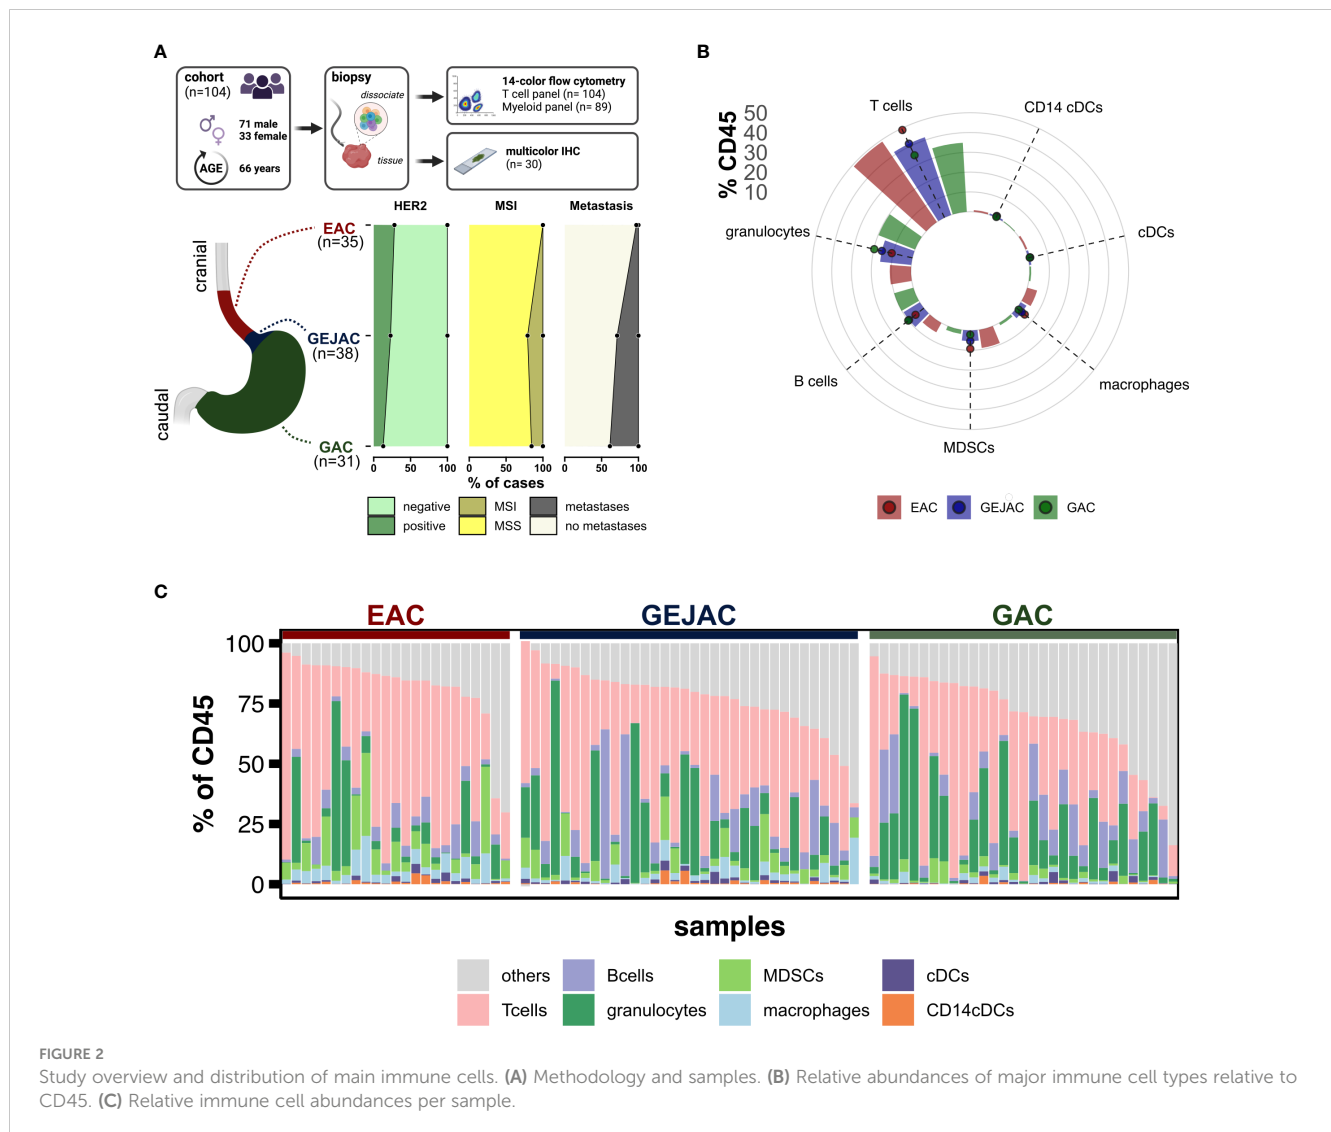 A
cohort
(n=104)
71 male
33 female
AGE
66 years
biopsy
dissociate
tissue
14-color flow cytometry
T cell panel (n= 104)
Myeloid panel (n= 89)
multicolor IHC
(n= 30)
HER2
MSI
Metastasis
cranial
caudal
EAC
(n=35)
GEJAC
(n=38)
GAC
(n=31)
0 50 100
0 50 100
0 50 100
% of cases
negative
positive
MSI
MSS
metastases
no metastases
B
% CD45
50
40
30
20
10
T cells
CD14 cDCs
cDCs
macrophages
MDSCs
B cells
granulocytes
EAC
GEJAC
GAC
C
EAC
GEJAC
GAC
% of CD45
100
75
50
25
0
samples
others
Tcells
Bcells
granulocytes
MDSCs
macrophages
cDCs
CD14cDCs
FIGURE 2
Study overview and distribution of main immune cells. (A) Methodology and samples. (B) Relative abundances of major immune cell types relative to
CD45. (C) Relative immune cell abundances per sample.